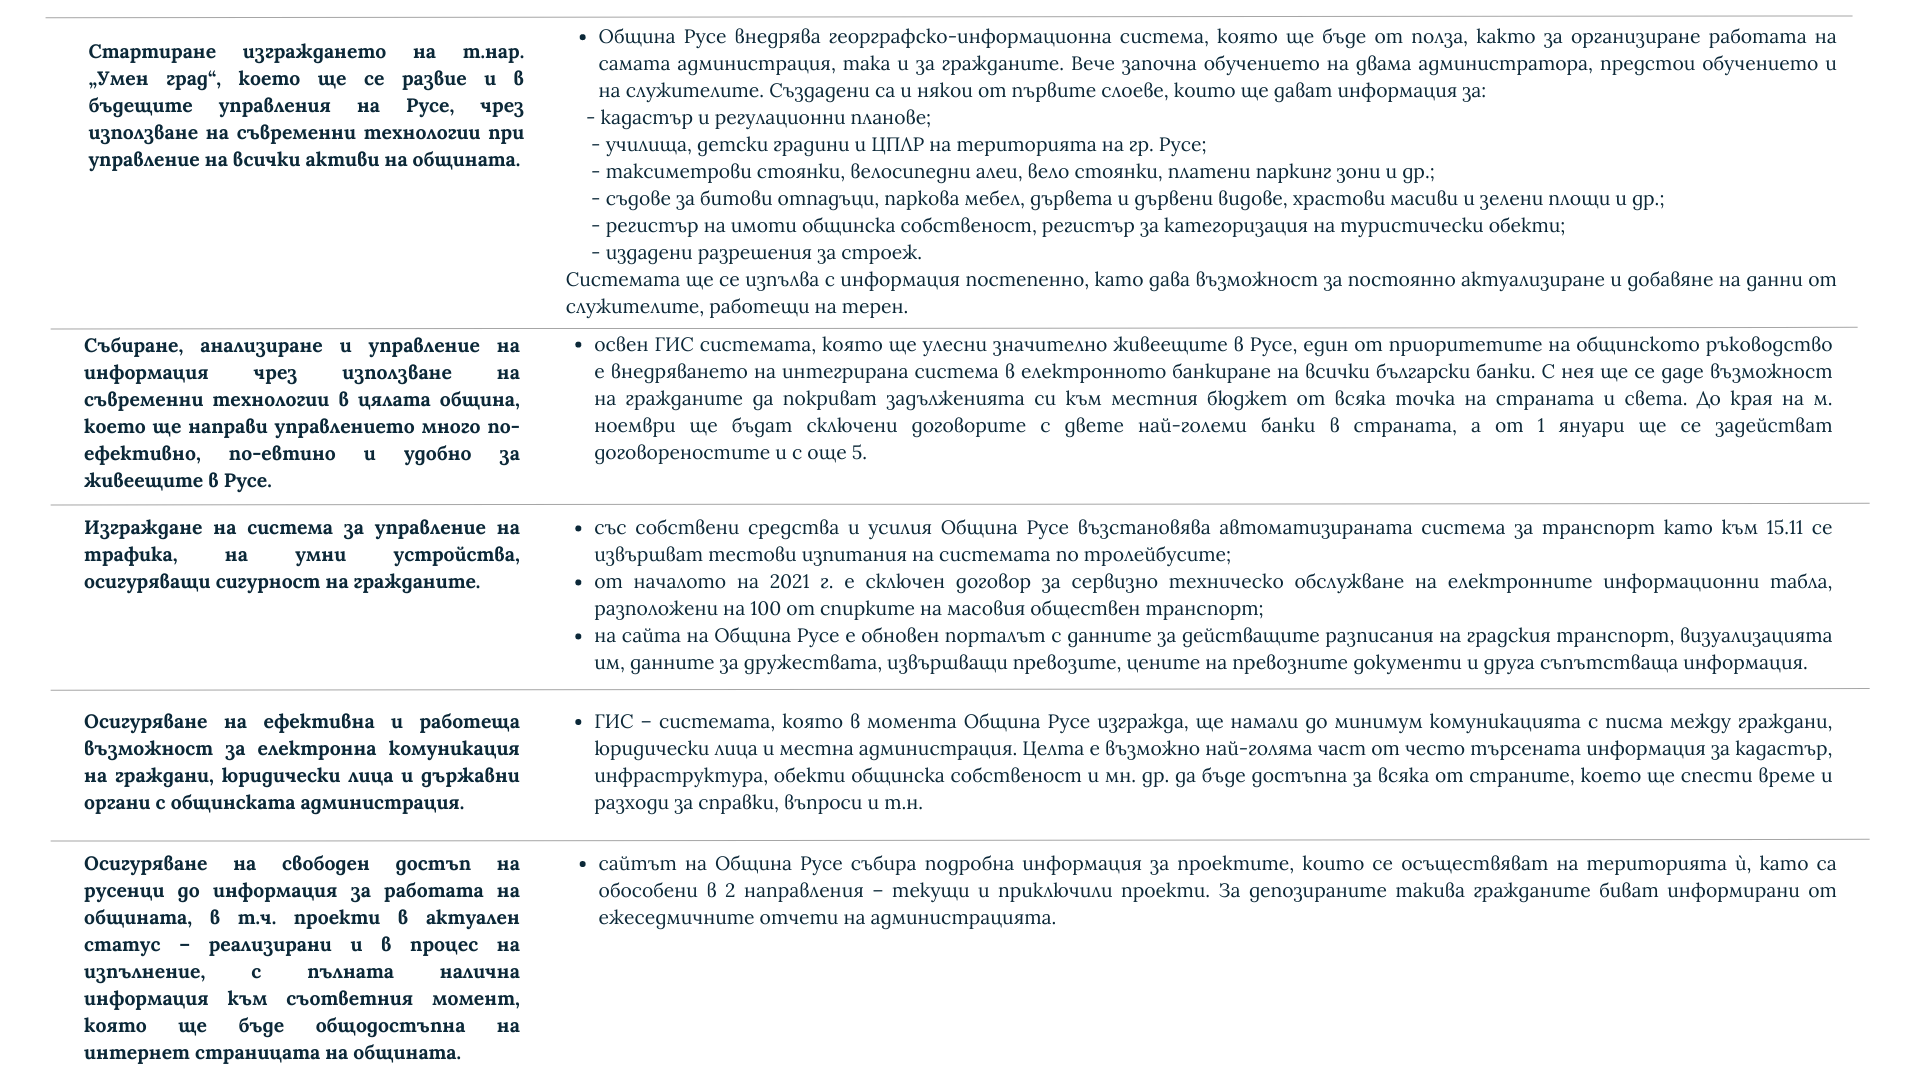 Стартиране изграждането на т.нар.
„Умен град“, което ще се развие и в
бъдещите управления на Русе, чрез
използване на съвременни технологии при
управление на всички активи на общината.
• Община Русе внедрява георграфско-информационна система, която ще бъде от полза, както за организиране работата на
самата администрация, така и за гражданите. Вече започна обучението на двама администратора, предстои обучението и
на служителите. Създадени са и някои от първите слоеве, които ще дават информация за:
- кадастър и регулационни планове;
- училища, детски градини и ЦПЛР на територията на гр. Русе;
- таксиметрови стоянки, велосипедни алеи, вело стоянки, платени паркинг зони и др.;
- съдове за битови отпадъци, паркова мебел, дървета и дървени видове, храстови масиви и зелени площи и др.;
- регистър на имоти общинска собственост, регистър за категоризация на туристически обекти;
- издадени разрешения за строеж.
Системата ще се изпълва с информация постепенно, като дава възможност за постоянно актуализиране и добавяне на данни от
служителите, работещи на терен.
Събиране, анализиране и управление на
информация чрез използване на
съвременни технологии в цялата община,
което ще направи управлението много по-
ефективно, по-евтино и удобно за
живеещите в Русе.
• освен ГИС системата, която ще улесни значително живеещите в Русе, един от приоритетите на общинското ръководство
е внедряването на интегрирана система в електронното банкиране на всички български банки. С нея ще се даде възможност
на гражданите да покриват задълженията си към местния бюджет от всяка точка на страната и света. До края на м.
ноември ще бъдат сключени договорите с двете най-големи банки в страната, а от 1 януари ще се задействат
договореностите и с още 5.
Изграждане на система за управление на
трафика, на умни устройства,
осигуряващи сигурност на гражданите.
• със собствени средства и усилия Община Русе възстановява автоматизираната система за транспорт като към 15.11 се
извършват тестови изпитания на системата по тролейбусите;
• от началото на 2021 г. е сключен договор за сервизно техническо обслужване на електронните информационни табла,
разположени на 100 от спирките на масовия обществен транспорт;
• на сайта на Община Русе е обновен порталът с данните за действащите разписания на градския транспорт, визуализацията
им, данните за дружествата, извършващи превозите, цените на превозните документи и друга съпътстваща информация.
Осигуряване на ефективна и работеща
възможност за електронна комуникация
на граждани, юридически лица и държавни
органи с общинската администрация.
• ГИС – системата, която в момента Община Русе изгражда, ще намали до минимум комуникацията с писма между граждани,
юридически лица и местна администрация. Целта е възможно най-голяма част от често търсената информация за кадастър,
инфраструктура, обекти общинска собственост и мн. др. да бъде достъпна за всяка от страните, което ще спести време и
разходи за справки, въпроси и т.н.
Осигуряване на свободен достъп на
русенци до информация за работата на
общината, в т.ч. проекти в актуален
статус – реализирани и в процес на
изпълнение, с пълната налична
информация към съответния момент,
която ще бъде общодостъпна на
интернет страницата на общината.
• сайтът на Община Русе събира подробна информация за проектите, които се осъществяват на територията ѝ, като са
обособени в 2 направления – текущи и приключили проекти. За депозираните такива гражданите биват информирани от
ежеседмичните отчети на администрацията.